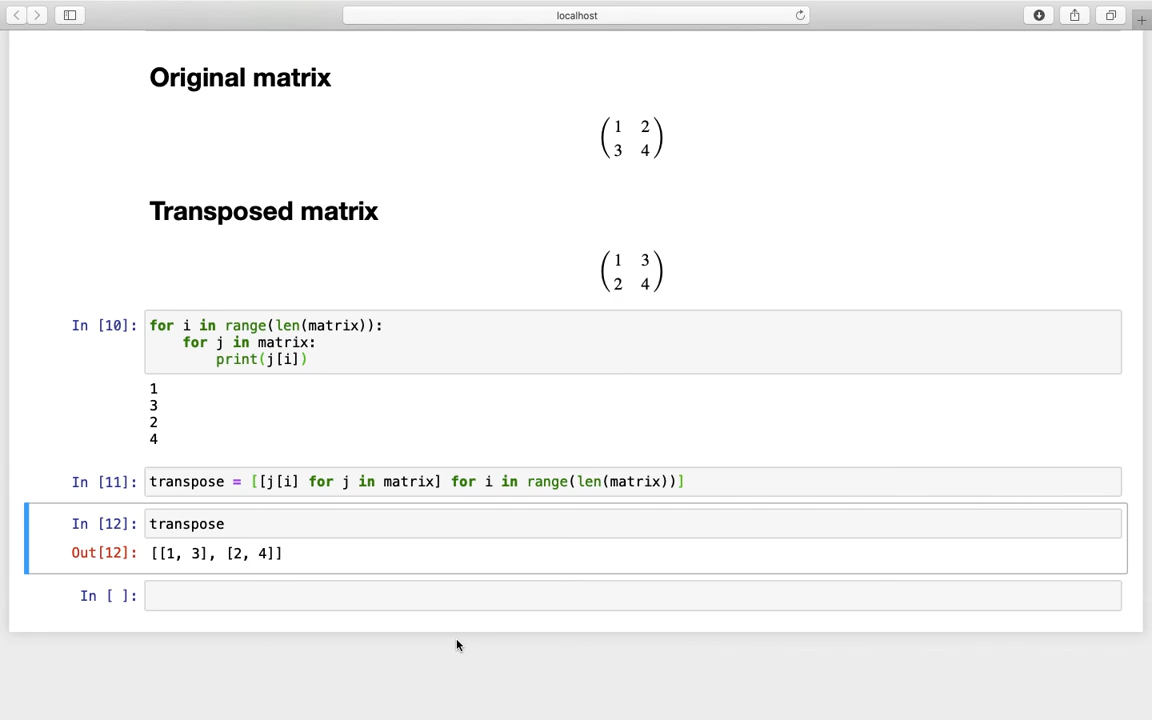 localhost
Original matrix
( 1 2
3 4 )
Transposed matrix
( 1 3
2 4 )
In [10]: for i in range(len(matrix)):
for j in matrix:
print(j[i])
1
3
2
4
In [11]: transpose = [[j[i] for j in matrix] for i in range(len(matrix))]
In [12]: transpose
Out[12]: [[1, 3], [2, 4]]
In [ ]: